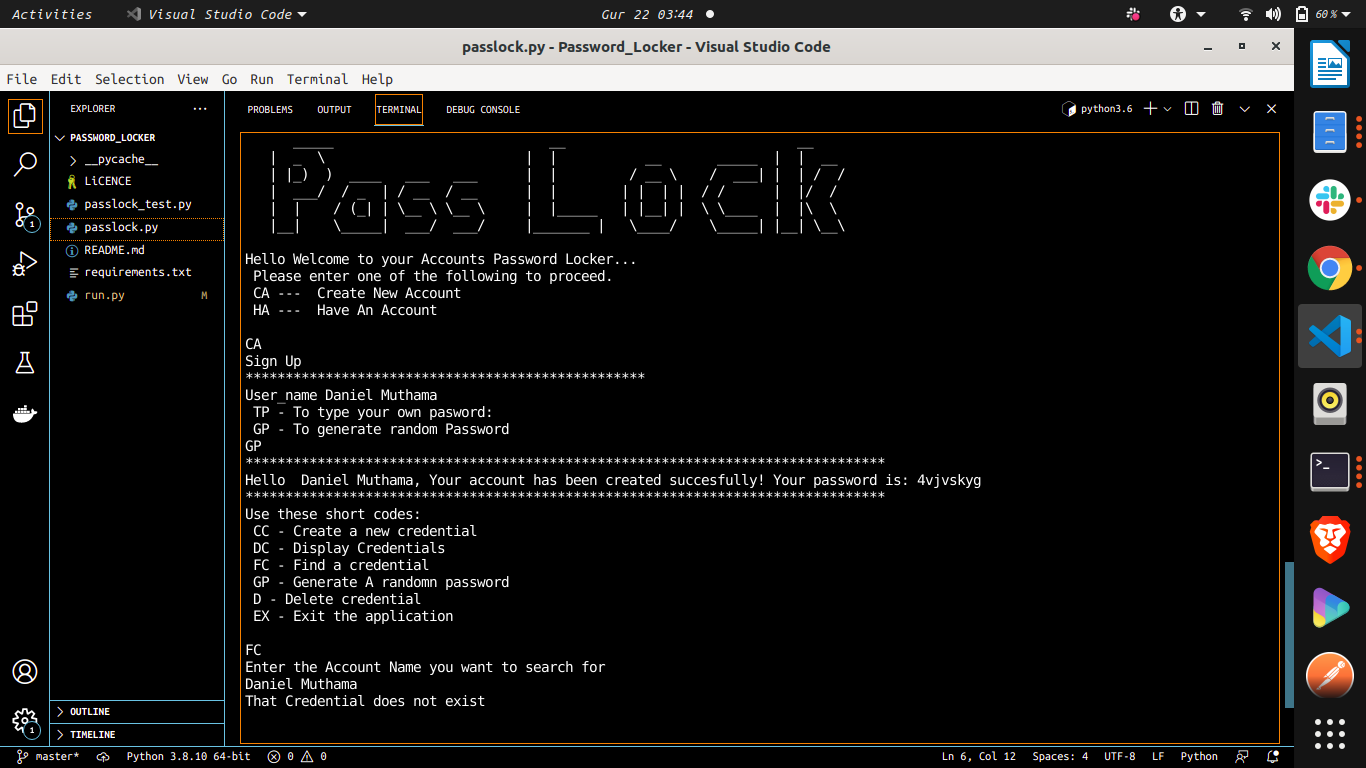 Activities
Visual Studio Code
Gur 22 03:44
60%
passlock.py - Password_Locker - Visual Studio Code
File Edit Selection View Go Run Terminal Help
EXPLORER
PASSWORD_LOCKER
__pycache__
LiCENCE
passlock_test.py
passlock.py
README.md
requirements.txt
run.py M
OUTLINE
TIMELINE
1
1
PROBLEMS OUTPUT TERMINAL DEBUG CONSOLE
python3.6
Pass Lock
Hello Welcome to your Accounts Password Locker...
Please enter one of the following to proceed.
CA --- Create New Account
HA --- Have An Account
CA
Sign Up
**************************************************
User_name Daniel Muthama
TP - To type your own pasword:
GP - To generate random Password
GP
********************************************************************************
Hello Daniel Muthama, Your account has been created succesfully! Your password is: 4vjvskyg
********************************************************************************
Use these short codes:
CC - Create a new credential
DC - Display Credentials
FC - Find a credential
GP - Generate A randomn password
D - Delete credential
EX - Exit the application
FC
Enter the Account Name you want to search for
Daniel Muthama
That Credential does not exist
master* Python 3.8.10 64-bit 0 0 Ln 6, Col 12 Spaces: 4 UTF-8 LF Python